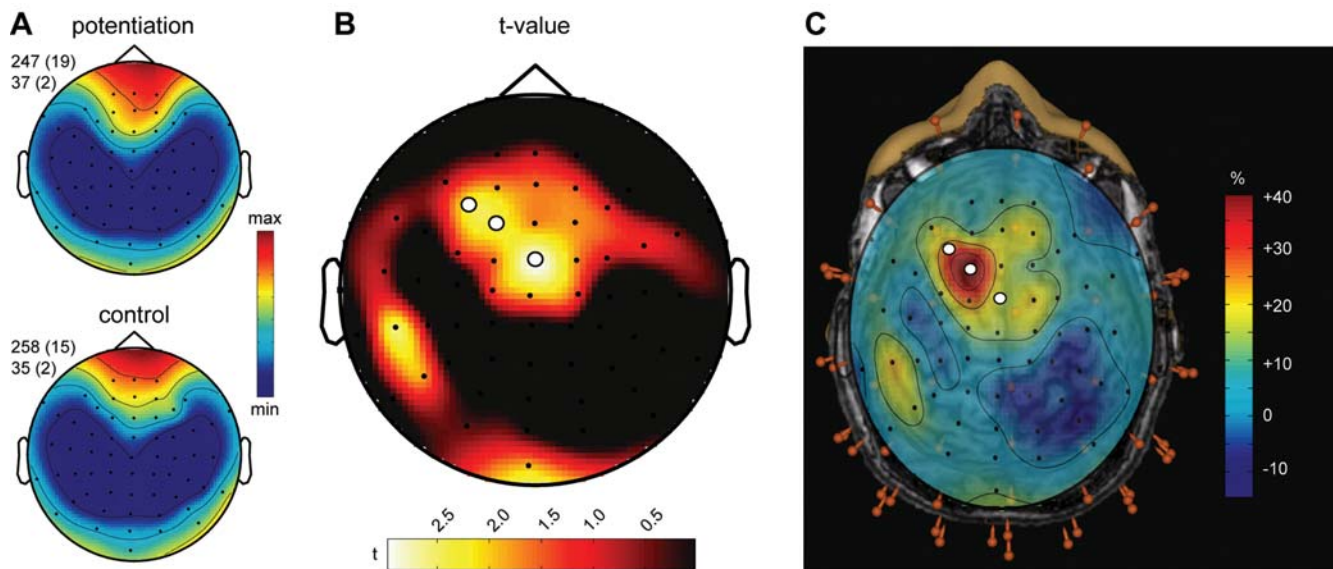 A
potentiation
247 (19)
37 (2)
max
min
control
258 (15)
35 (2)
B
t-value
t
2.5
2.0
1.5
1.0
0.5
C
%
+40
+30
+20
+10
0
-10